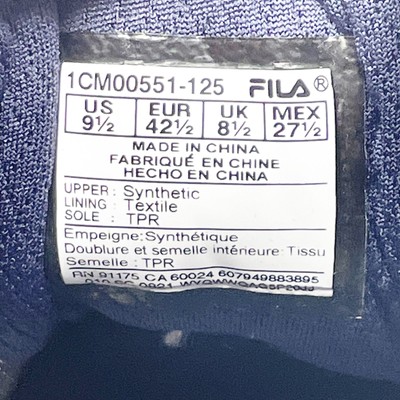 1CM00551-125 FILA®
US EUR UK MEX
9½ 42½ 8½ 27½
MADE IN CHINA
FABRIQUÉ EN CHINE
HECHO EN CHINA
UPPER: Synthetic
LINING: Textile
SOLE : TPR
Empeigne:Synthétique
Doublure et semelle intérieure: Tissu
Semelle : TPR
RN 91175 CA 60024 607949883895